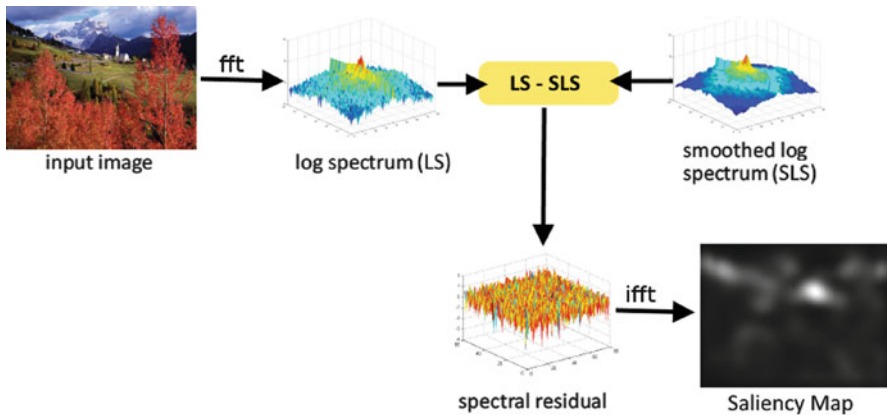 fft
LS - SLS
input image
log spectrum (LS)
smoothed log
spectrum (SLS)
ifft
spectral residual
Saliency Map